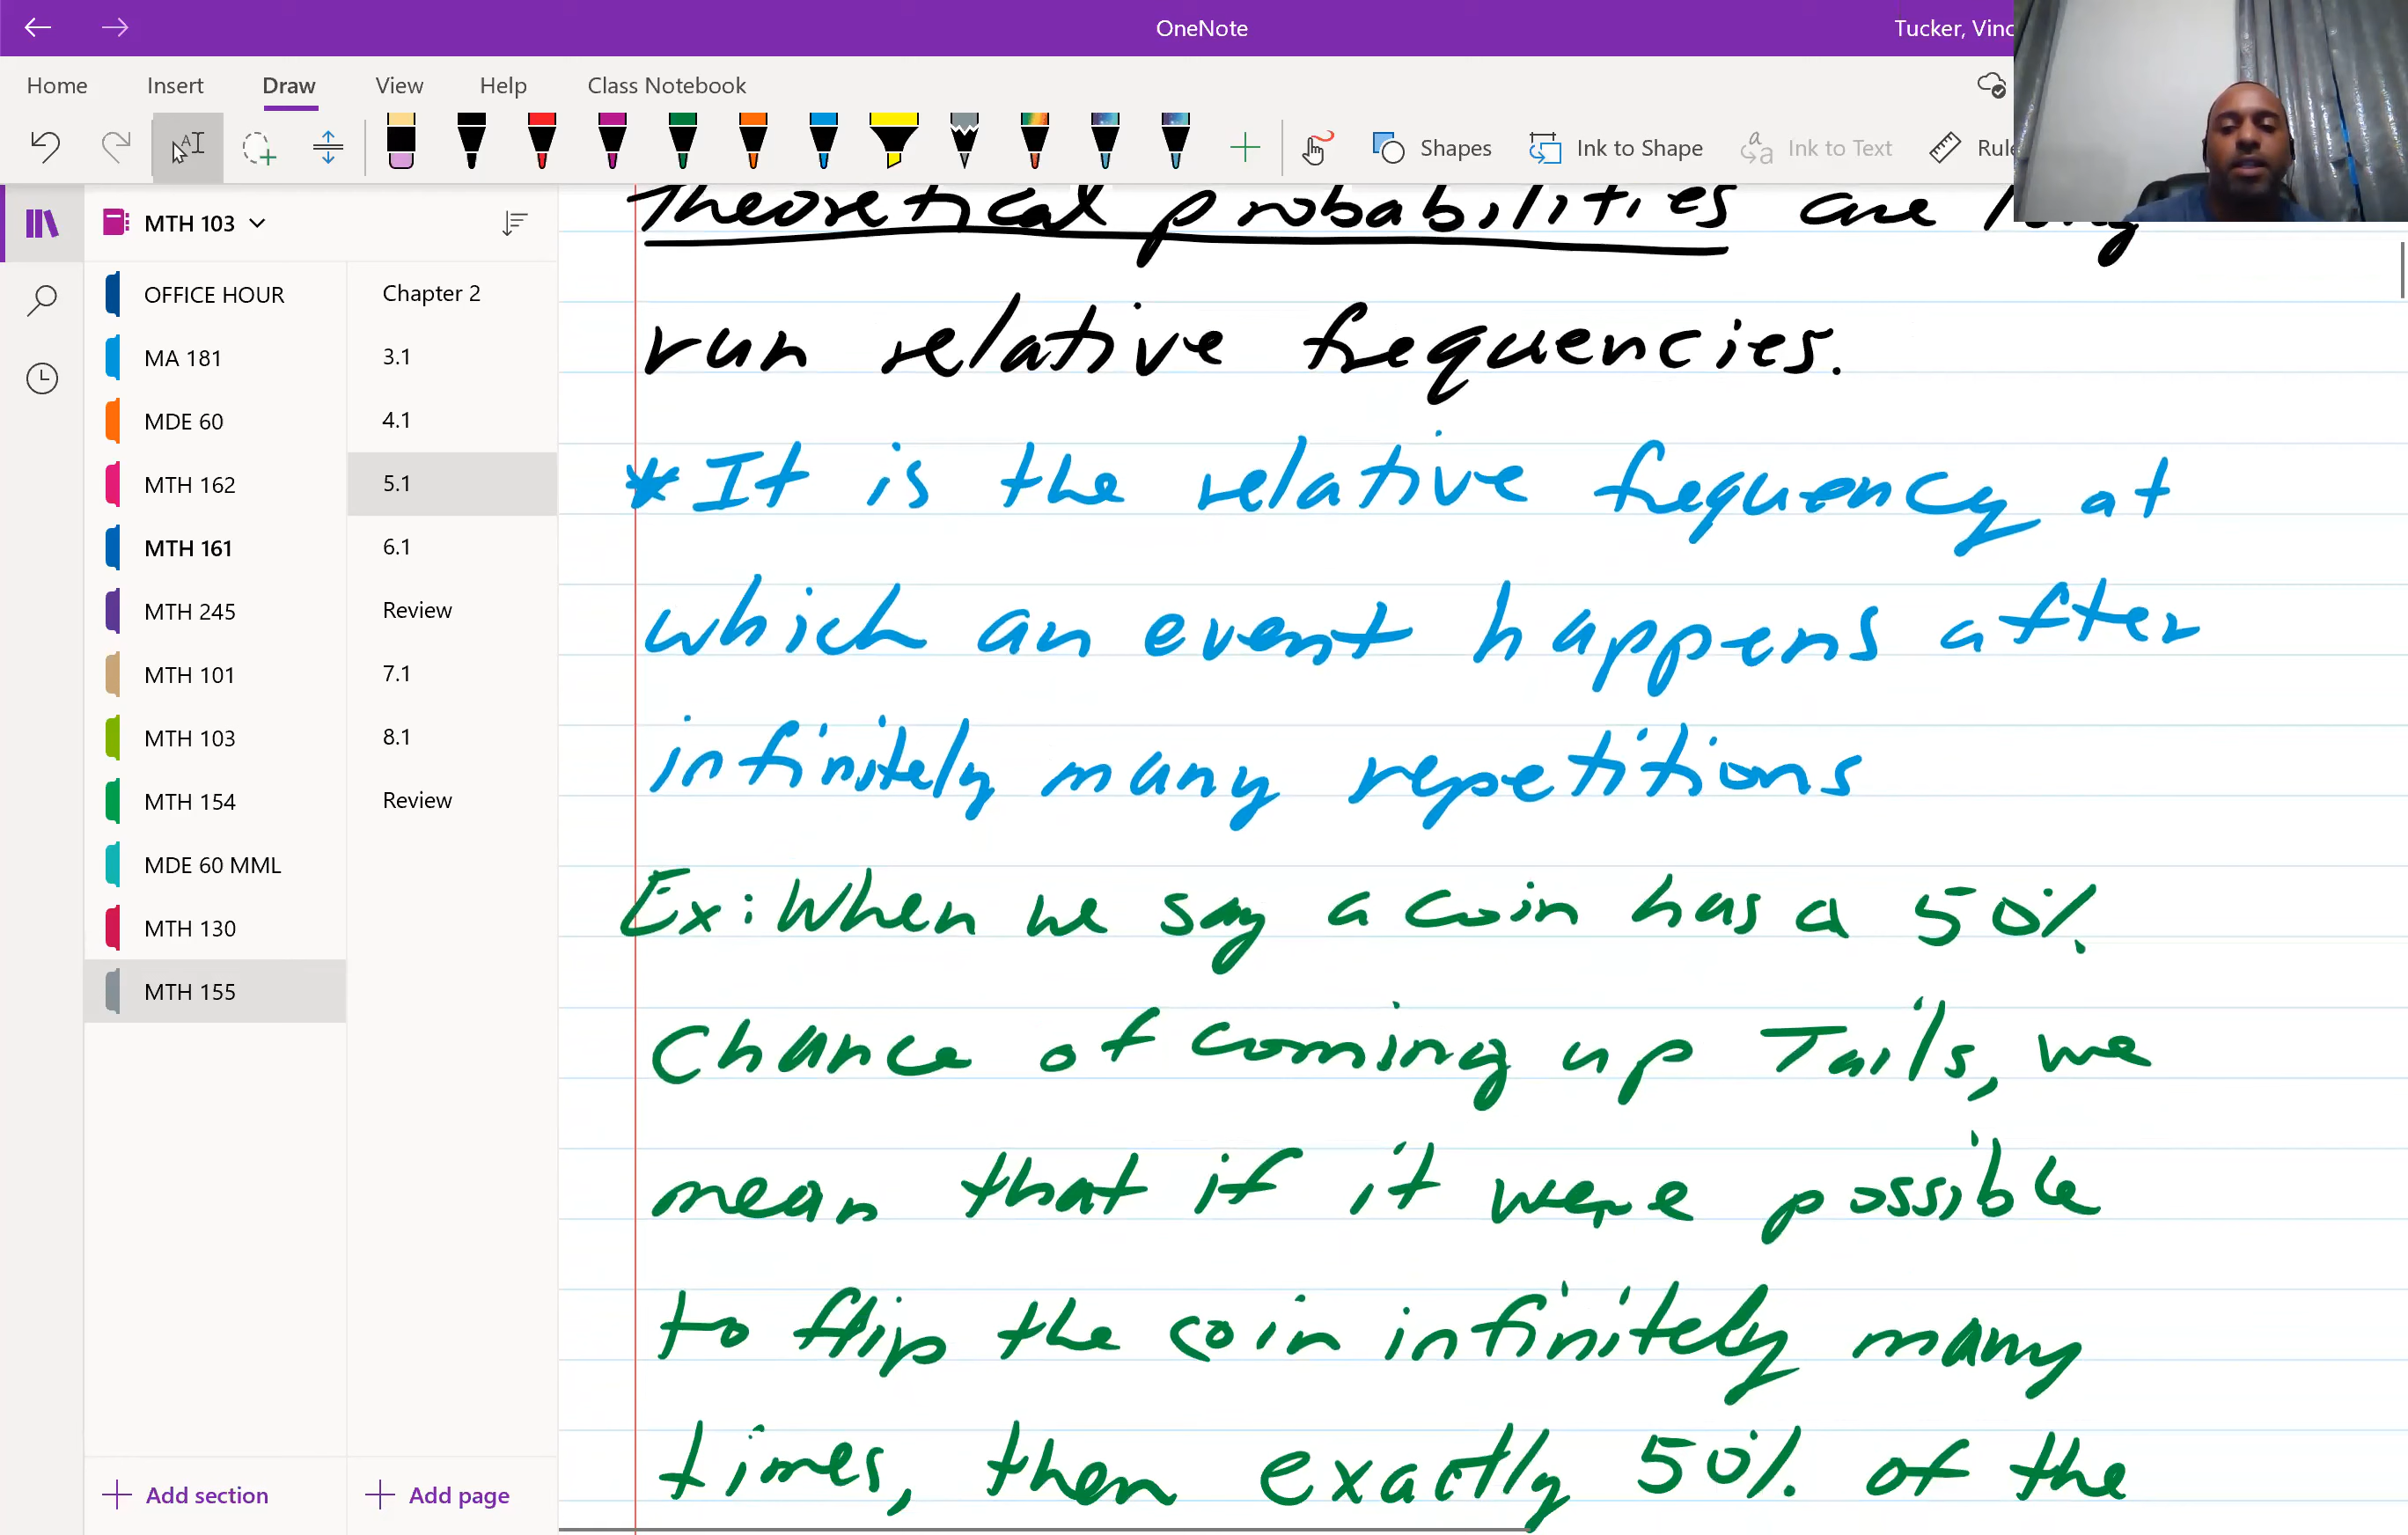 OneNote
Tucker, Vinc
Home Insert Draw View Help Class Notebook
Shapes Ink to Shape Ink to Text Rule
MTH 103
OFFICE HOUR
MA 181
MDE 60
MTH 162
MTH 161
MTH 245
MTH 101
MTH 103
MTH 154
MDE 60 MML
MTH 130
MTH 155
Add section
Chapter 2
3.1
4.1
5.1
6.1
Review
7.1
8.1
Review
Add page
Theoretical probabilities are long
run relative frequencies.
*It is the relative frequency at
which an event happens after
infinitely many repetitions
Ex: When we say a coin has a 50%
chance of coming up Tails, we
mean that if it were possible
to flip the coin infinitely many
times, then exactly 50% of the